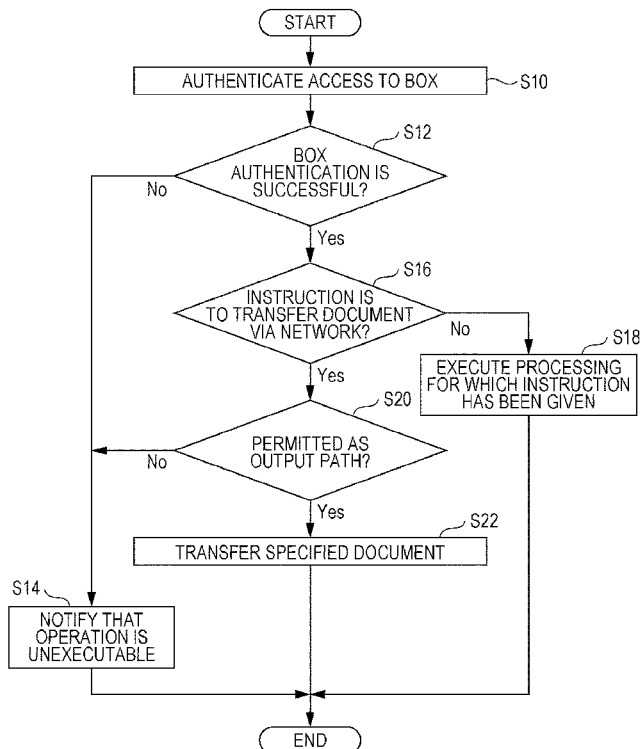 START
AUTHENTICATE ACCESS TO BOX
S10
S12
BOX
AUTHENTICATION IS
SUCCESSFUL?
No
Yes
S16
INSTRUCTION IS
TO TRANSFER DOCUMENT
VIA NETWORK?
No
Yes
S18
EXECUTE PROCESSING
FOR WHICH INSTRUCTION
HAS BEEN GIVEN
S20
PERMITTED AS
OUTPUT PATH?
No
Yes
S22
TRANSFER SPECIFIED DOCUMENT
S14
NOTIFY THAT
OPERATION IS
UNEXECUTABLE
END